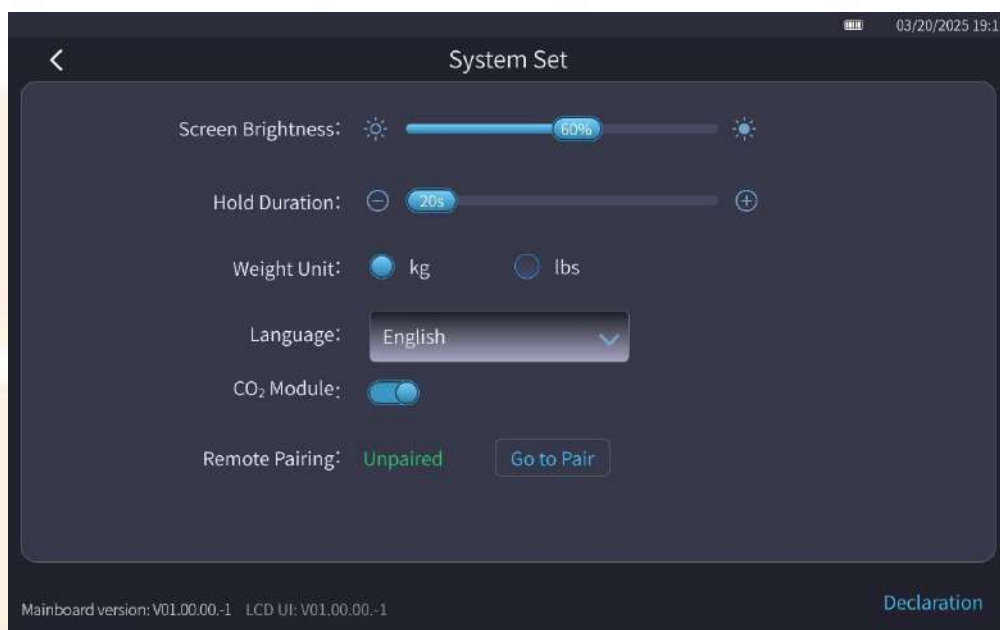 03/20/2025 19:1
System Set
Screen Brightness: 60%
Hold Duration: 20s
Weight Unit: kg lbs
Language: English
CO₂ Module:
Remote Pairing: Unpaired Go to Pair
Mainboard version: V01.00.00.-1 LCD UI: V01.00.00.-1 Declaration